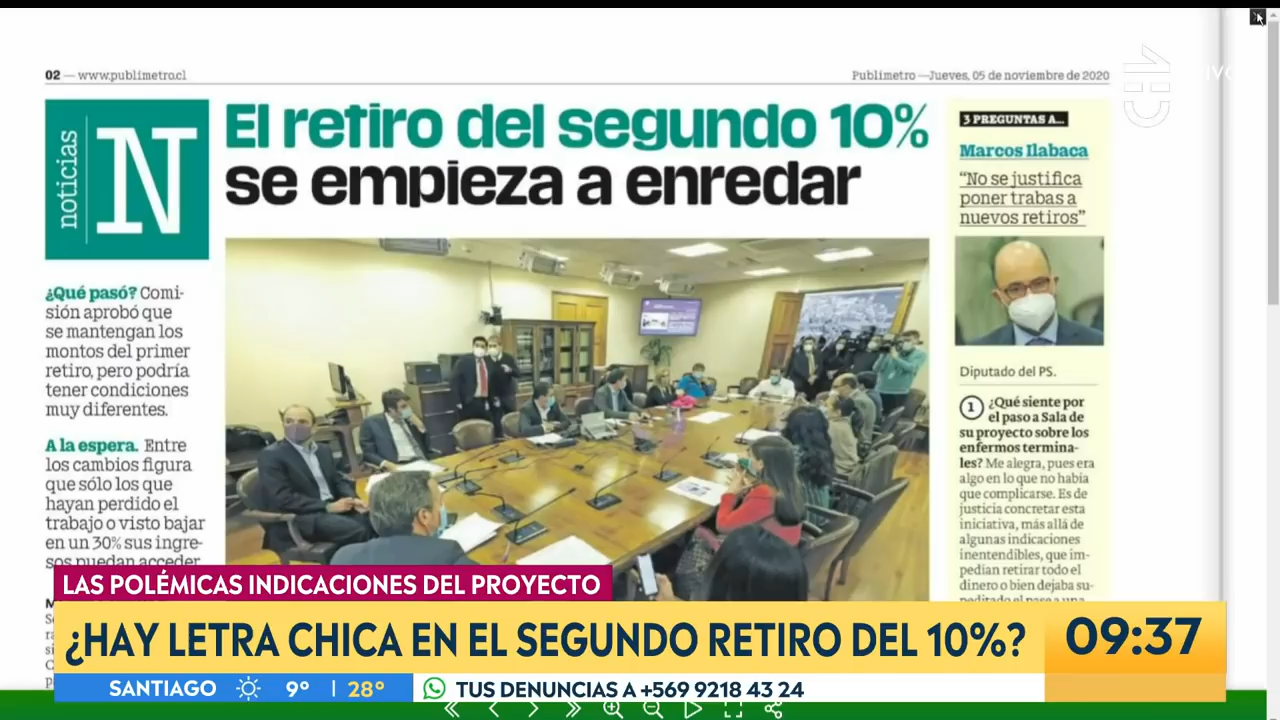 02 — www.publimetro.cl
Publimetro —Jueves, 05 de noviembre de 2020
noticias
N
El retiro del segundo 10%
se empieza a enredar
¿Qué pasó? Comi-
sión aprobó que
se mantengan los
montos del primer
retiro, pero podría
tener condiciones
muy diferentes.
A la espera. Entre
los cambios figura
que sólo los que
hayan perdido el
trabajo o visto bajar
en un 30% sus ingre-
sos puedan acceder
3 PREGUNTAS A...
Marcos Ilabaca
“No se justifica
poner trabas a
nuevos retiros”
Diputado del PS.
1 ¿Qué siente por
el paso a Sala de
su proyecto sobre los
enfermos termina-
les? Me alegra, pues era
algo en lo que no había
que complicarse. Es de
justicia concretar esta
iniciativa, más allá de
algunas indicaciones
inentendibles, que im-
pedían retirar todo el
dinero o bien dejaba su-
peditado el pase a una
LAS POLÉMICAS INDICACIONES DEL PROYECTO
¿HAY LETRA CHICA EN EL SEGUNDO RETIRO DEL 10%?
09:37
SANTIAGO 9° | 28°
TUS DENUNCIAS A +569 9218 43 24